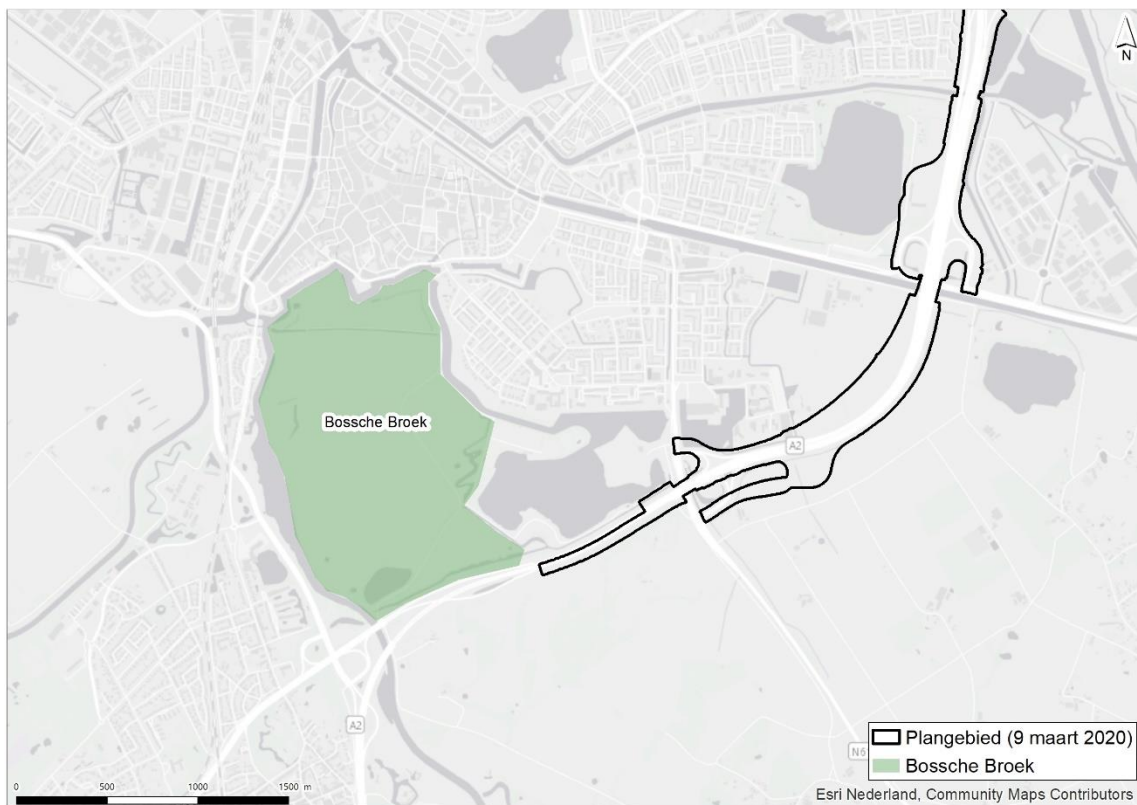 N
Bossche Broek
A2
A2
N6
Plangebied (9 maart 2020)
Bossche Broek
0 500 1000 1500 m
Esri Nederland, Community Maps Contributors